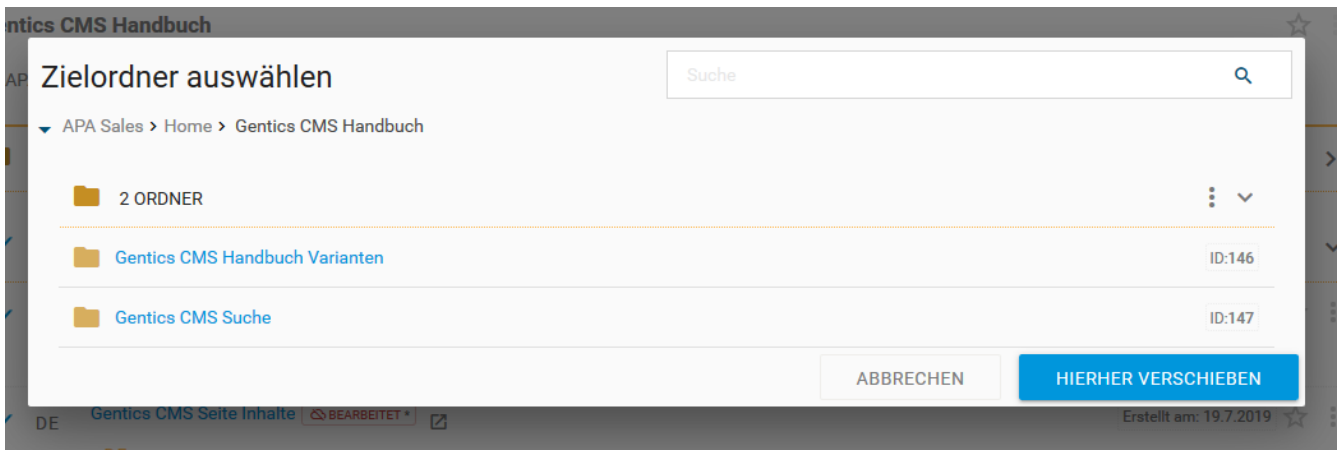 entics CMS Handbuch
AP
Zielordner auswählen
Suche
APA Sales > Home > Gentics CMS Handbuch
2 ORDNER
Gentics CMS Handbuch Varianten ID:146
Gentics CMS Suche ID:147
ABBRECHEN HIERHER VERSCHIEBEN
DE Gentics CMS Seite Inhalte BEARBEITET * Erstellt am: 19.7.2019